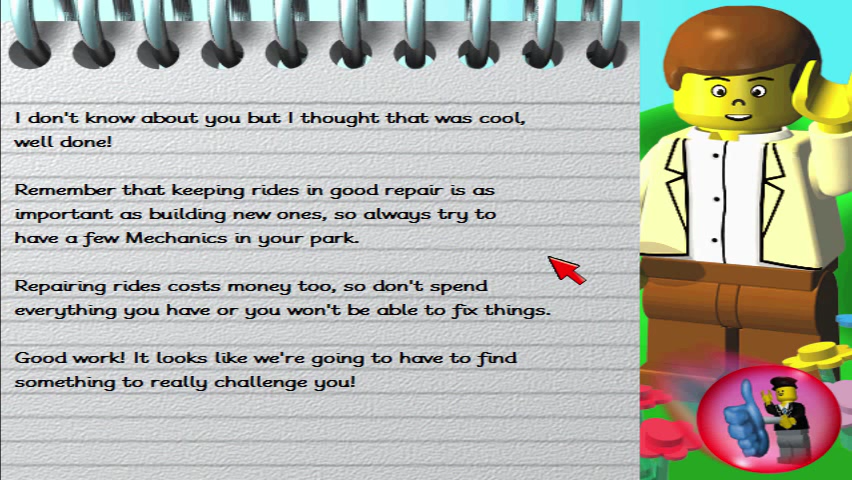 I don't know about you but I thought that was cool,
well done!
Remember that keeping rides in good repair is as
important as building new ones, so always try to
have a few Mechanics in your park.
Repairing rides costs money too, so don't spend
everything you have or you won't be able to fix things.
Good work! It looks like we're going to have to find
something to really challenge you!